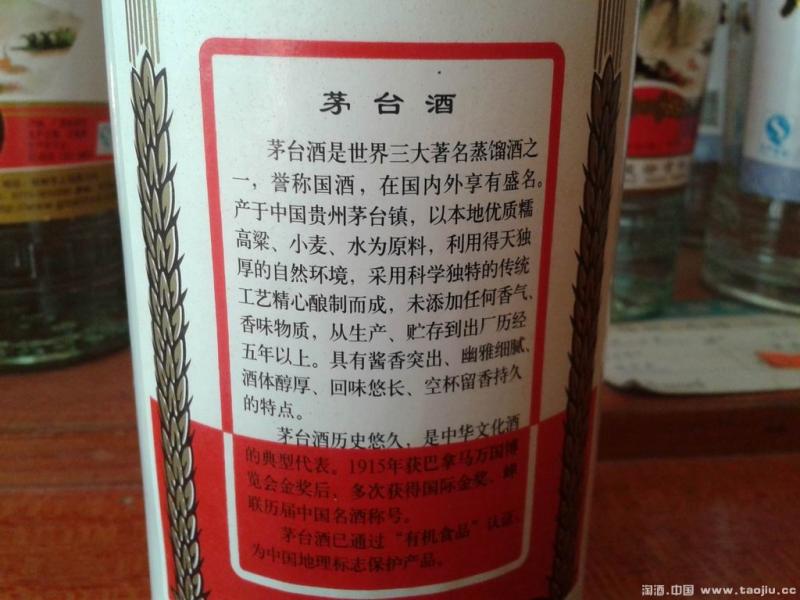 茅台酒
茅台酒是世界三大著名蒸馏酒之
一，誉称国酒，在国内外享有盛名。
产于中国贵州茅台镇，以本地优质糯
高粱、小麦、水为原料，利用得天独
厚的自然环境，采用科学独特的传统
工艺精心酿制而成，未添加任何香气、
香味物质，从生产、贮存到出厂历经
五年以上。具有酱香突出、幽雅细腻、
酒体醇厚、回味悠长、空杯留香持久
的特点。
茅台酒历史悠久，是中华文化酒
的典型代表。1915年获巴拿马万国博
览会金奖后，多次获得国际金奖、蝉
联历届中国名酒称号。
茅台酒已通过“有机食品”认证、
为中国地理标志保护产品。
淘酒.中国 www.taojiu.cc